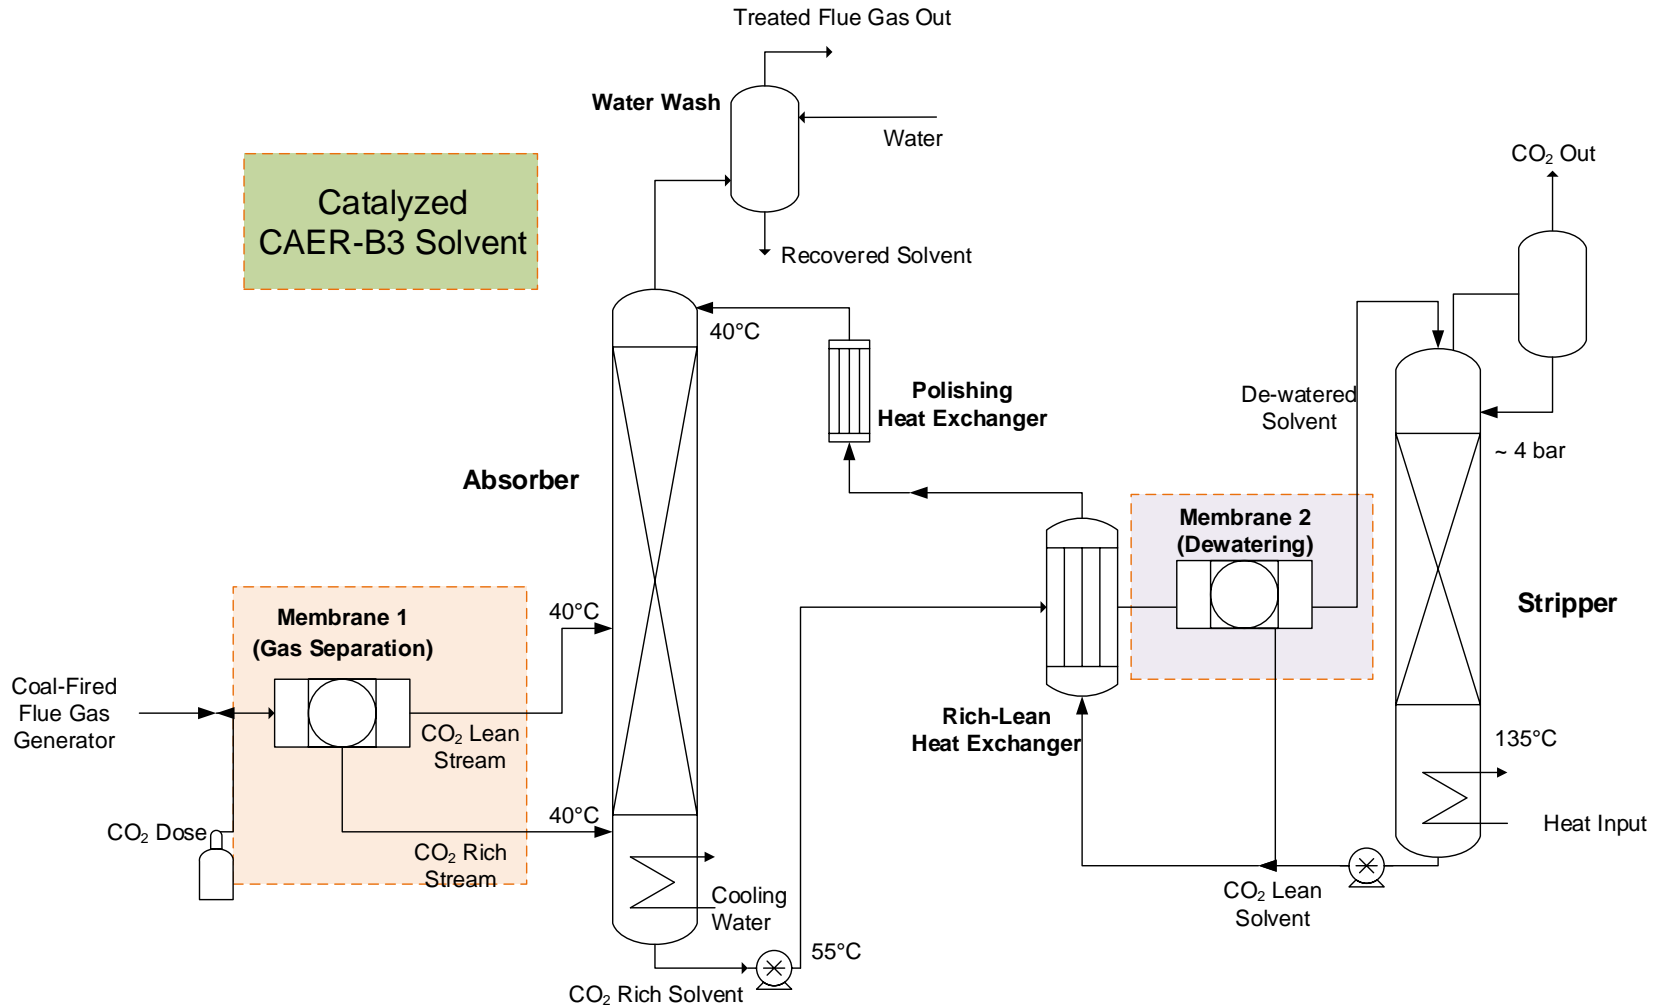 Treated Flue Gas Out
Water Wash
Water
CO₂ Out
Catalyzed
CAER-B3 Solvent
Recovered Solvent
40°C
Polishing
Heat Exchanger
De-watered
Solvent
~ 4 bar
Absorber
Membrane 2
(Dewatering)
Stripper
Membrane 1
(Gas Separation)
40°C
Coal-Fired
Flue Gas
Generator
CO₂ Lean
Stream
Rich-Lean
Heat Exchanger
135°C
CO₂ Dose
40°C
CO₂ Rich
Stream
Heat Input
Cooling
Water
CO₂ Lean
Solvent
55°C
CO₂ Rich Solvent